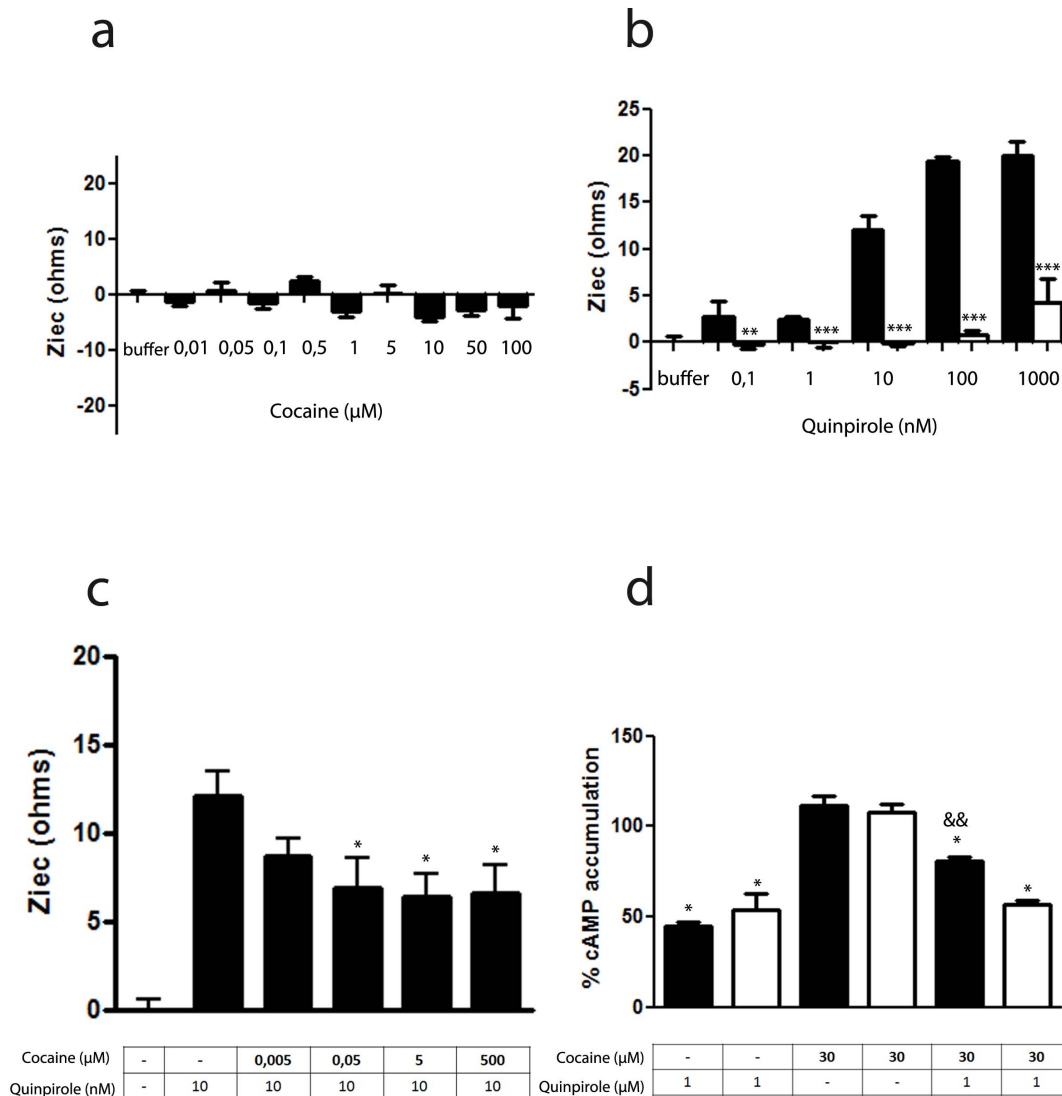 a
20
10
0
-10
-20
Ziec (ohms)
buffer 0,01 0,05 0,1 0,5 1 5 10 50 100
Cocaine (µM)
b
25
20
15
10
5
0
-5
Ziec (ohms)
** *** *** *** ***
buffer 0,1 1 10 100 1000
Quinpirole (nM)
c
20
15
10
5
0
Ziec (ohms)
* * *
Cocaine (µM) - - 0,005 0,05 5 500
Quinpirole (nM) - 10 10 10 10 10
d
150
100
50
0
% cAMP accumulation
* *
&&
*
*
Cocaine (µM) - - 30 30 30 30
Quinpirole (µM) 1 1 - - 1 1